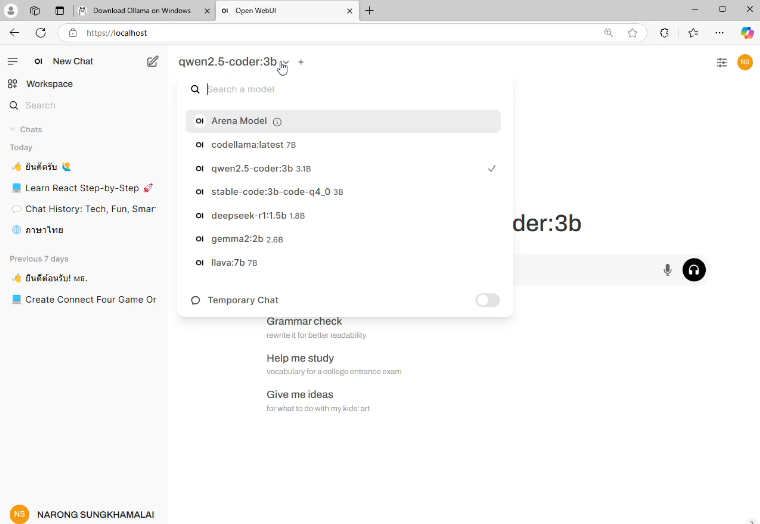 Download Ollama on Windows
OI Open WebUI
https://localhost
OI New Chat
Workspace
Search
Chats
Today
👋 ยินดีครับ 🙋
💻 Learn React Step-by-Step 🚀
💬 Chat History: Tech, Fun, Smar
🌐 ภาษาไทย
Previous 7 days
👋 ยินดีต้อนรับ! MS.
💻 Create Connect Four Game Or
NS NARONG SUNGKHAMALAI
qwen2.5-coder:3b
NS
Search a model
OI Arena Model
OI codellama:latest 7B
OI qwen2.5-coder:3b 3.1B
OI stable-code:3b-code-q4_0 3B
OI deepseek-r1:1.5b 1.8B
OI gemma2:2b 2.6B
OI llava:7b 7B
Temporary Chat
der:3b
Grammar check
rewrite it for better readability
Help me study
vocabulary for a college entrance exam
Give me ideas
for what to do with my kids' art